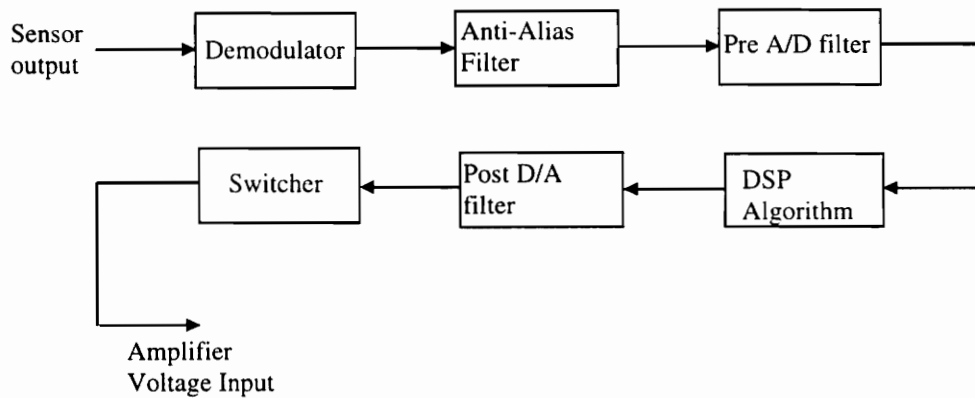 Sensor
output
Demodulator
Anti-Alias
Filter
Pre A/D filter
Switcher
Post D/A
filter
DSP
Algorithm
Amplifier
Voltage Input